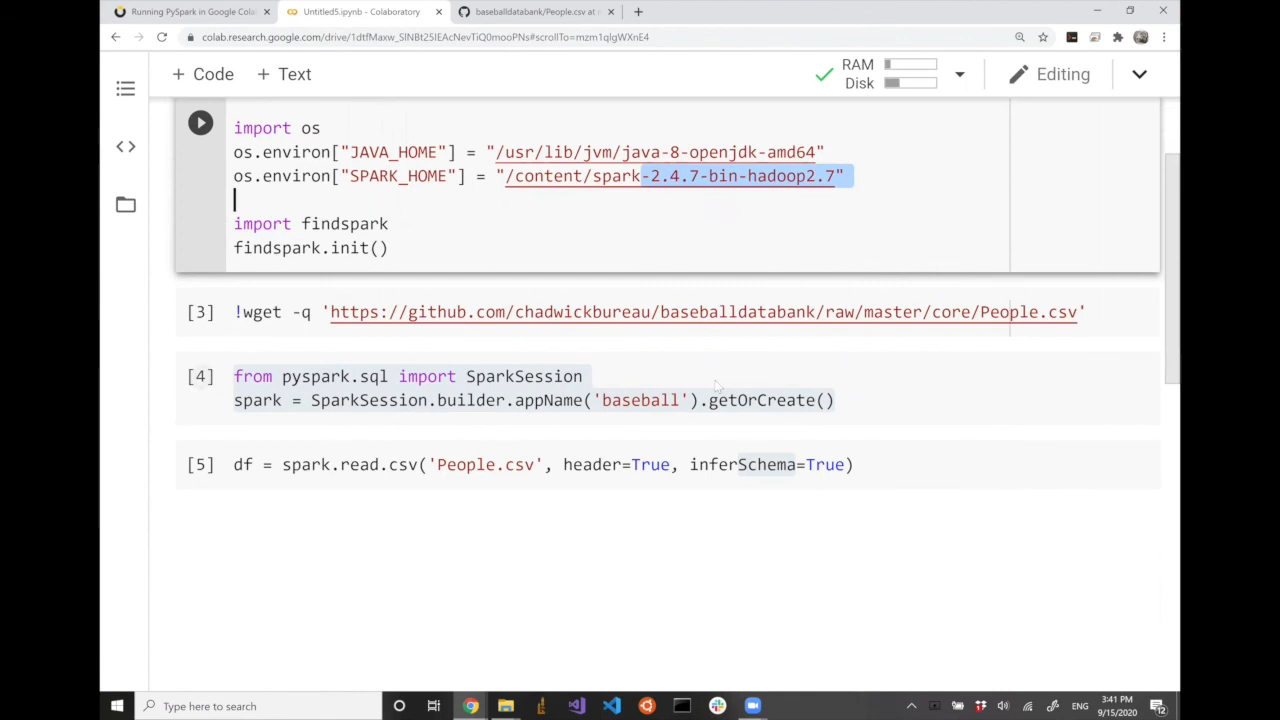 Running PySpark in Google Cola
Untitled5.ipynb - Colaboratory
baseballdatabank/People.csv at
colab.research.google.com/drive/1dtfMaxw_SlNBt25IEAcNevTiQ0mooPNs#scrollTo=mzm1qlgWXnE4
+ Code + Text
RAM
Disk
Editing
import os
os.environ["JAVA_HOME"] = "/usr/lib/jvm/java-8-openjdk-amd64"
os.environ["SPARK_HOME"] = "/content/spark-2.4.7-bin-hadoop2.7"
import findspark
findspark.init()
[3] !wget -q 'https://github.com/chadwickbureau/baseballdatabank/raw/master/core/People.csv'
[4] from pyspark.sql import SparkSession
spark = SparkSession.builder.appName('baseball').getOrCreate()
[5] df = spark.read.csv('People.csv', header=True, inferSchema=True)
Type here to search
ENG
3:41 PM
9/15/2020
12